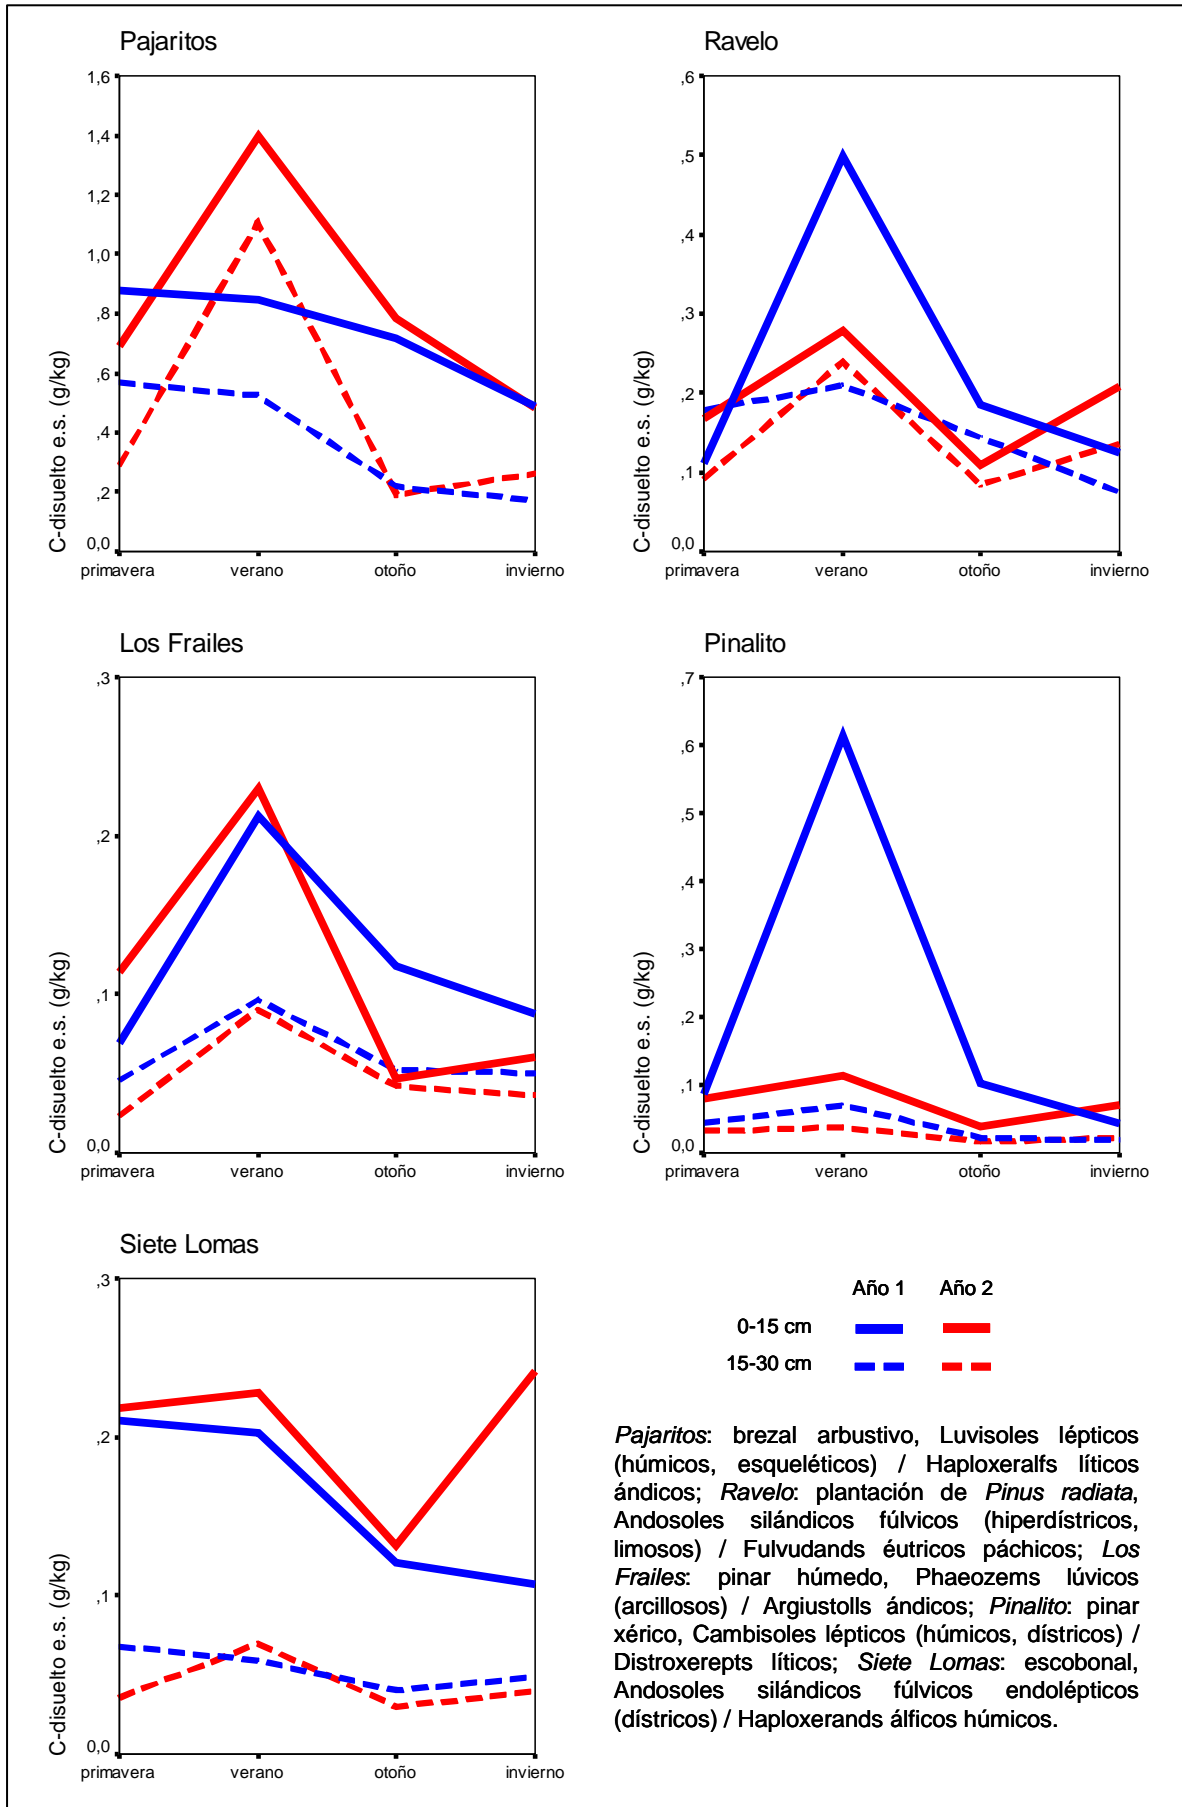 Pajaritos
1,6
1,4
1,2
1,0
,8
,6
,4
,2
0,0
C-disuelto e.s. (g/kg)
primavera verano otoño invierno
Ravelo
,6
,5
,4
,3
,2
,1
0,0
C-disuelto e.s. (g/kg)
primavera verano otoño invierno
Los Frailes
,3
,2
,1
0,0
C-disuelto e.s. (g/kg)
primavera verano otoño invierno
Pinalito
,7
,6
,5
,4
,3
,2
,1
0,0
C-disuelto e.s. (g/kg)
primavera verano otoño invierno
Siete Lomas
,3
,2
,1
0,0
C-disuelto e.s. (g/kg)
primavera verano otoño invierno
Año 1 Año 2
0-15 cm
15-30 cm
Pajaritos: brezal arbustivo, Luvisoles lépticos
(húmicos, esqueléticos) / Haploxeralfs líticos
ándicos; Ravelo: plantación de Pinus radiata,
Andosoles silándicos fúlvicos (hiperdístricos,
limosos) / Fulvudands éutricos páchicos; Los
Frailes: pinar húmedo, Phaeozems lúvicos
(arcillosos) / Argiustolls ándicos; Pinalito: pinar
xérico, Cambisoles lépticos (húmicos, dístricos) /
Distroxerepts líticos; Siete Lomas: escobonal,
Andosoles silándicos fúlvicos endolépticos
(dístricos) / Haploxerands álficos húmicos.